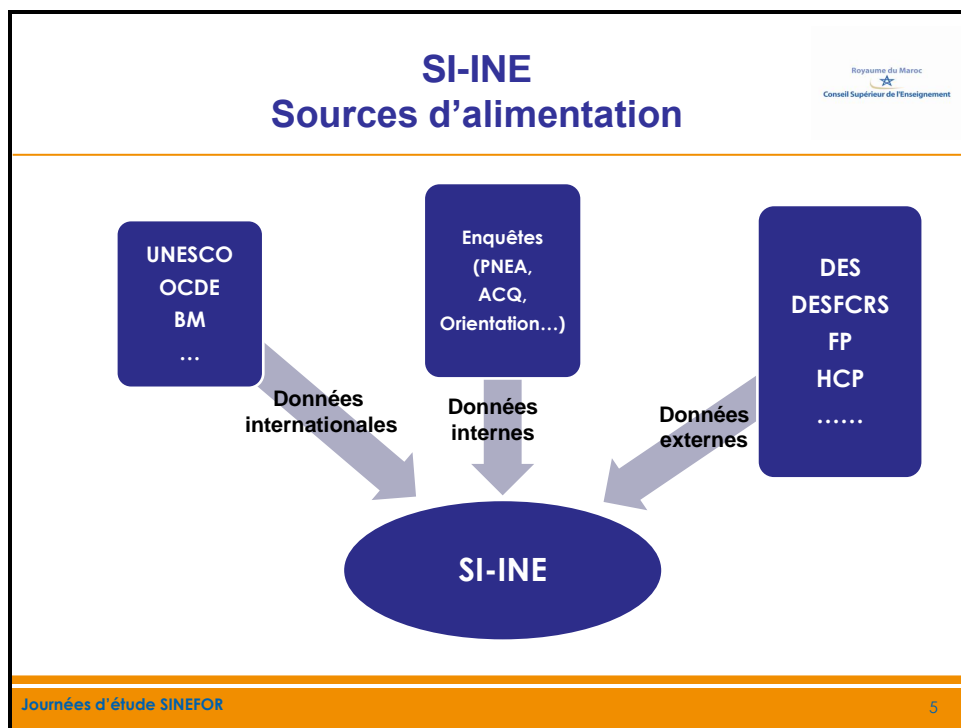 SI-INE
Sources d'alimentation
Royaume du Maroc
Conseil Supérieur de l'Enseignement
UNESCO
OCDE
BM
...
Enquêtes
(PNEA,
ACQ,
Orientation...)
DES
DESFCRS
FP
HCP
......
Données
internationales
Données
internes
Données
externes
SI-INE
Journées d'étude SINEFOR
5